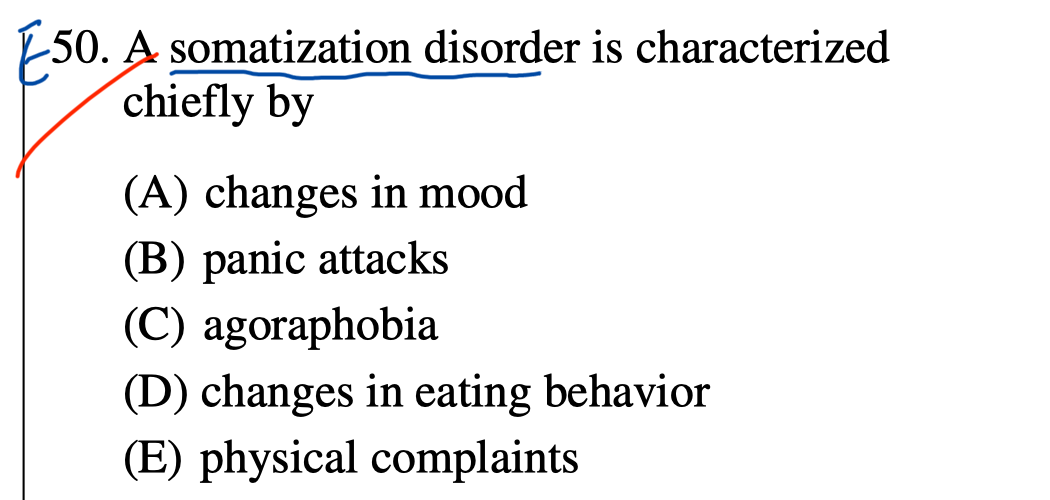 E 50. A somatization disorder is characterized
chiefly by
(A) changes in mood
(B) panic attacks
(C) agoraphobia
(D) changes in eating behavior
(E) physical complaints